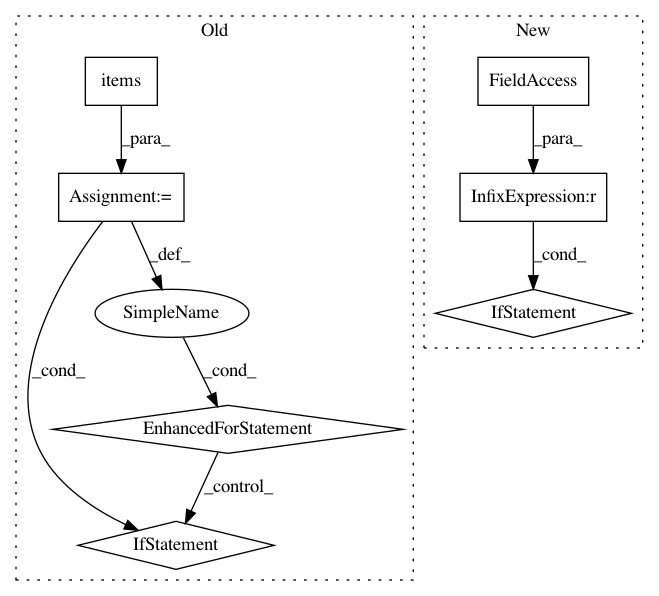 Old
New
items
FieldAccess
_para_
_para_
Assignment:=
InfixExpression:r
_def_
_cond_
SimpleName
IfStatement
_cond_
_cond_
EnhancedForStatement
_control_
IfStatement